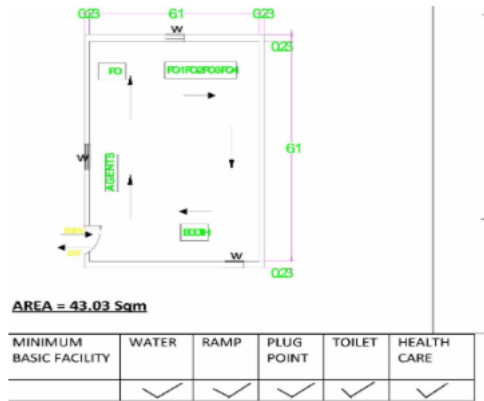 023 61 023
W
025
PO PO1PO2PO3PO4
61
W
AGENTS
BOOTH
W
023
AREA = 43.03 Sqm
MINIMUM BASIC FACILITY WATER RAMP PLUG POINT TOILET HEALTH CARE